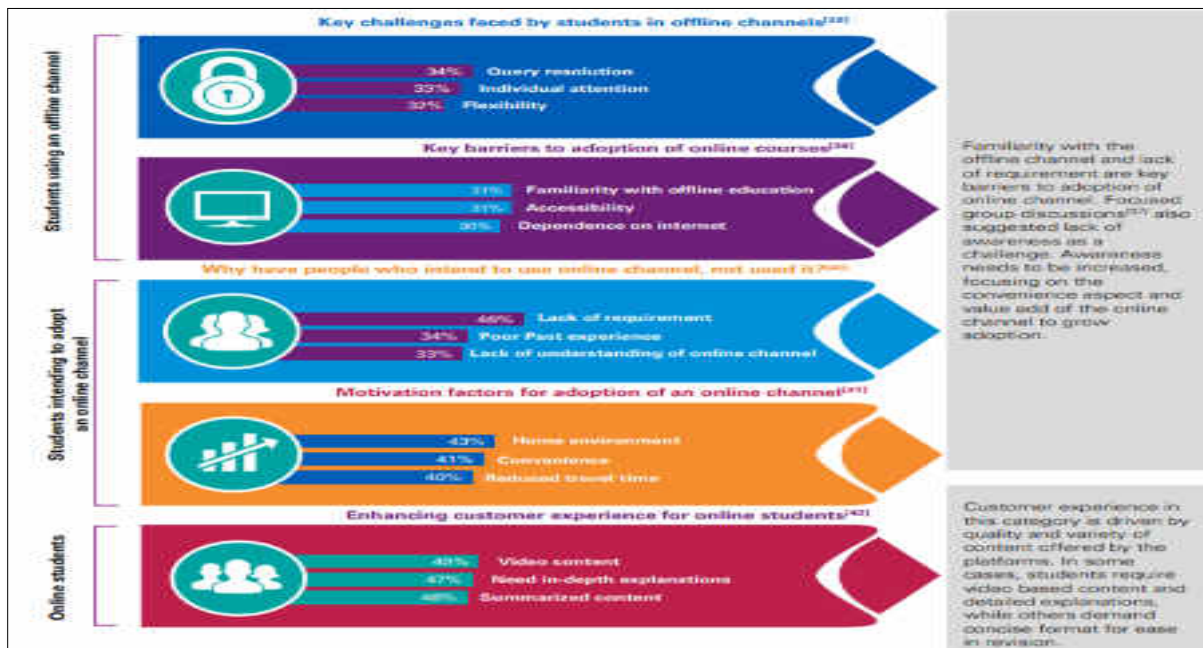 Key challenges faced by students in offline channels
Students using an offline channel
34% Query resolution
33% Individual attention
32% Flexibility
Key barriers to adoption of online courses
31% Familiarity with offline education
31% Accessibility
30% Dependence on internet
Students intending to adopt
an online channel
Why have people who intend to use online channel, not used it?
46% Lack of requirement
34% Poor Past experience
33% Lack of understanding of online channel
Motivation factors for adoption of an online channel
43% Home environment
41% Convenience
40% Reduced travel time
Online students
Enhancing customer experience for online students
Video content
47% Need in-depth explanations
Summarized content
Familiarity with the
offline channel and lack
of requirement are key
barriers to adoption of
online channel. Focused
group discussions also
suggested lack of
awareness as a
challenge. Awareness
needs to be increased,
focusing on the
convenience aspect and
value add of the online
channel to grow
adoption.
Customer experience in
this category is driven by
quality and variety of
content offered by the
platforms. In some
cases, students require
video based content and
detailed explanations,
while others demand
concise format for ease
in revision.